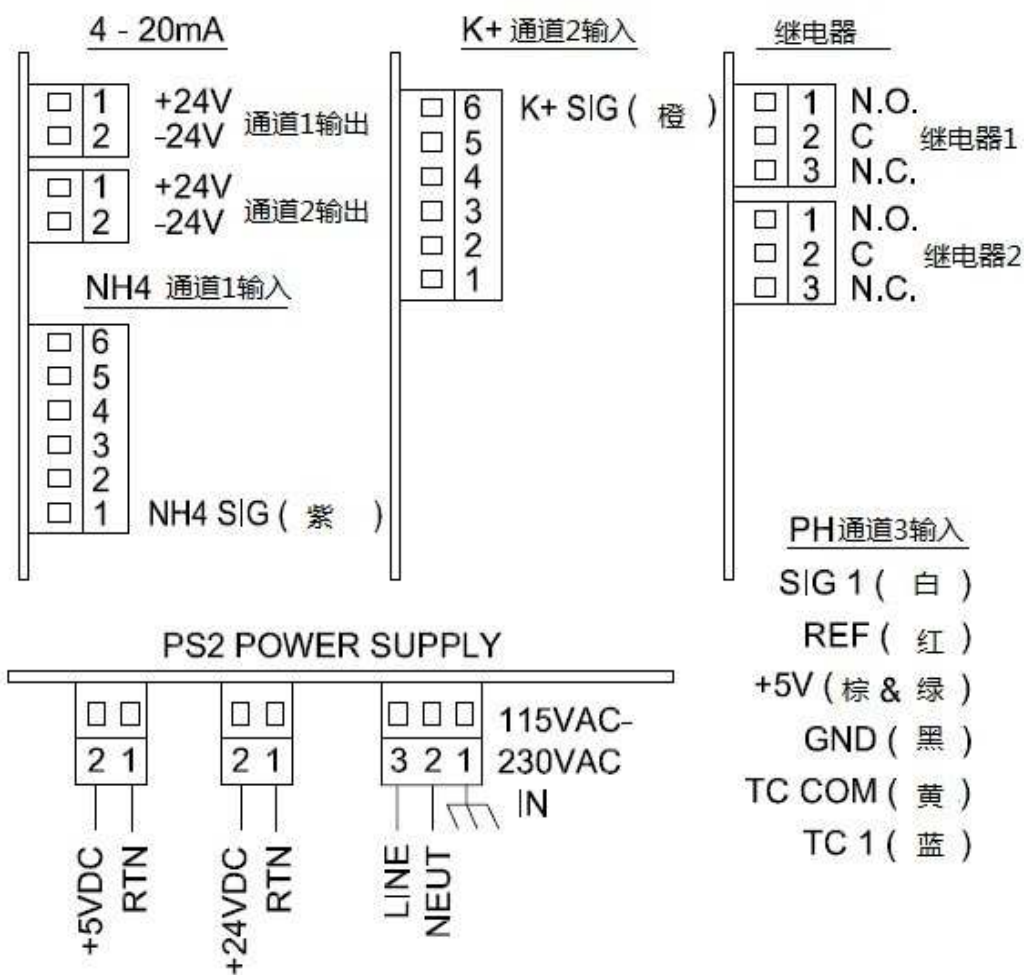 4 - 20mA
1 +24V
2 -24V
通道1输出
1 +24V
2 -24V
通道2输出
NH4 通道1输入
6
5
4
3
2
1 NH4 SIG ( 紫 )
K+ 通道2输入
6 K+ SIG ( 橙 )
5
4
3
2
1
继电器
1 N.O.
2 C 继电器1
3 N.C.
1 N.O.
2 C 继电器2
3 N.C.
PH通道3输入
SIG 1 ( 白 )
REF ( 红 )
+5V ( 棕 & 绿 )
GND ( 黑 )
TC COM ( 黄 )
TC 1 ( 蓝 )
PS2 POWER SUPPLY
2 1
+5VDC
RTN
2 1
+24VDC
RTN
3 2 1
115VAC-
230VAC
IN
LINE
NEUT